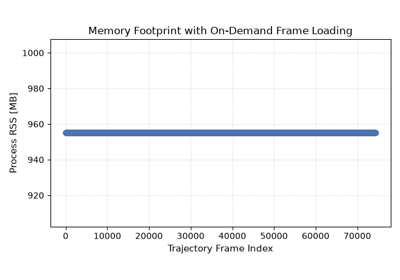 Memory Footprint with On-Demand Frame Loading
1000
980
960
940
920
Process RSS [MB]
0 10000 20000 30000 40000 50000 60000 70000
Trajectory Frame Index